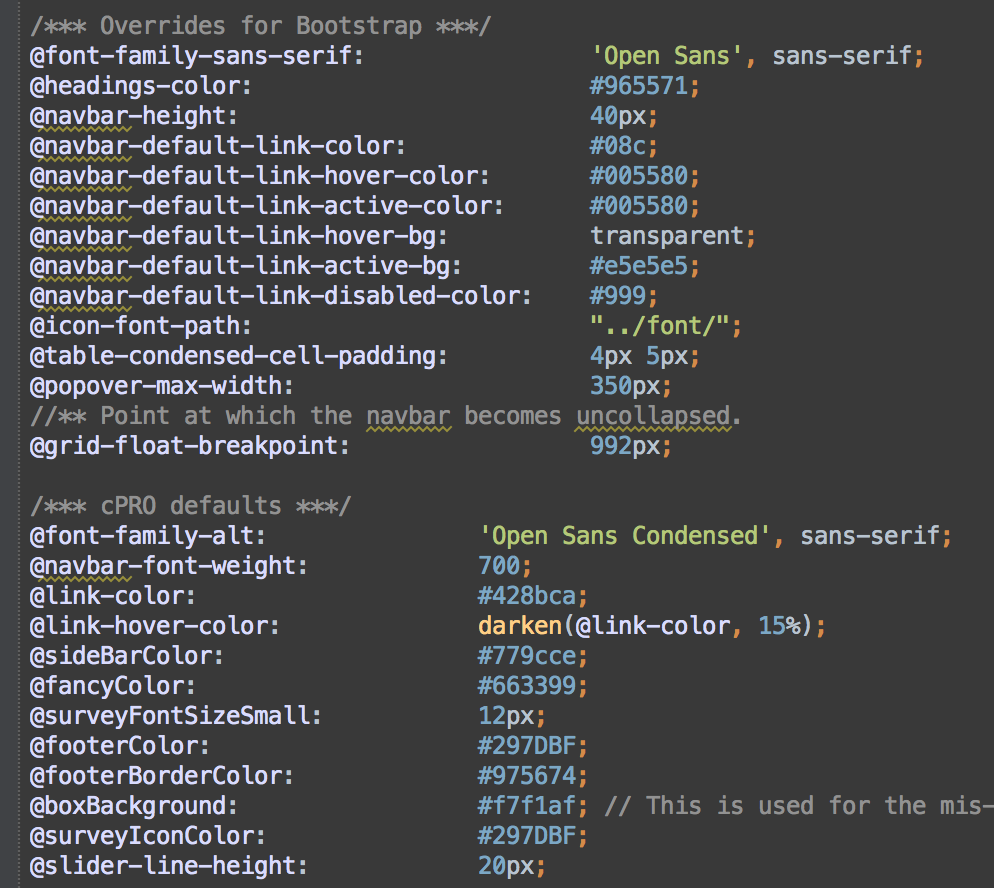 /*** Overrides for Bootstrap ***/
@font-family-sans-serif: 'Open Sans', sans-serif;
@headings-color: #965571;
@navbar-height: 40px;
@navbar-default-link-color: #08c;
@navbar-default-link-hover-color: #005580;
@navbar-default-link-active-color: #005580;
@navbar-default-link-hover-bg: transparent;
@navbar-default-link-active-bg: #e5e5e5;
@navbar-default-link-disabled-color: #999;
@icon-font-path: "../font/";
@table-condensed-cell-padding: 4px 5px;
@popover-max-width: 350px;
//** Point at which the navbar becomes uncollapsed.
@grid-float-breakpoint: 992px;
/*** cPRO defaults ***/
@font-family-alt: 'Open Sans Condensed', sans-serif;
@navbar-font-weight: 700;
@link-color: #428bca;
@link-hover-color: darken(@link-color, 15%);
@sideBarColor: #779cce;
@fancyColor: #663399;
@surveyFontSizeSmall: 12px;
@footerColor: #297DBF;
@footerBorderColor: #975674;
@boxBackground: #f7f1af; // This is used for the mis-
@surveyIconColor: #297DBF;
@slider-line-height: 20px;